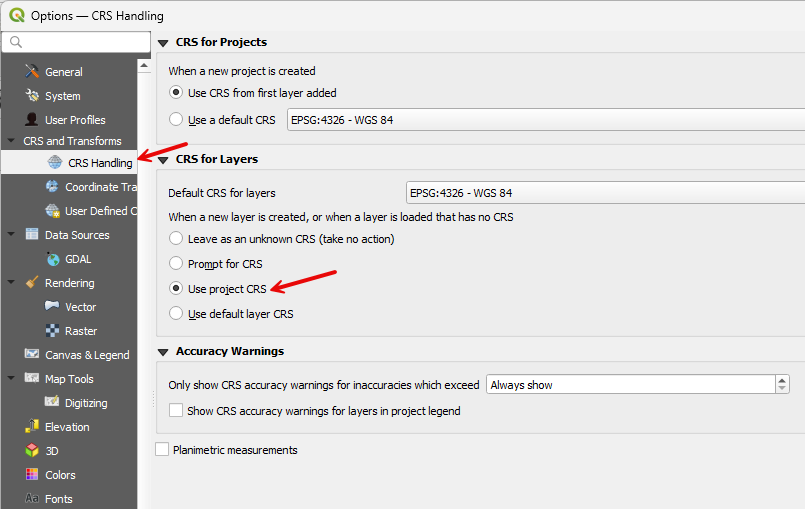 Options — CRS Handling
General
System
User Profiles
CRS and Transforms
CRS Handling
Coordinate Tra
User Defined C
Data Sources
GDAL
Rendering
Vector
Raster
Canvas & Legend
Map Tools
Digitizing
Elevation
3D
Colors
Aa Fonts
CRS for Projects
When a new project is created
Use CRS from first layer added
Use a default CRS EPSG:4326 - WGS 84
CRS for Layers
Default CRS for layers EPSG:4326 - WGS 84
When a new layer is created, or when a layer is loaded that has no CRS
Leave as an unknown CRS (take no action)
Prompt for CRS
Use project CRS
Use default layer CRS
Accuracy Warnings
Only show CRS accuracy warnings for inaccuracies which exceed Always show
Show CRS accuracy warnings for layers in project legend
Planimetric measurements